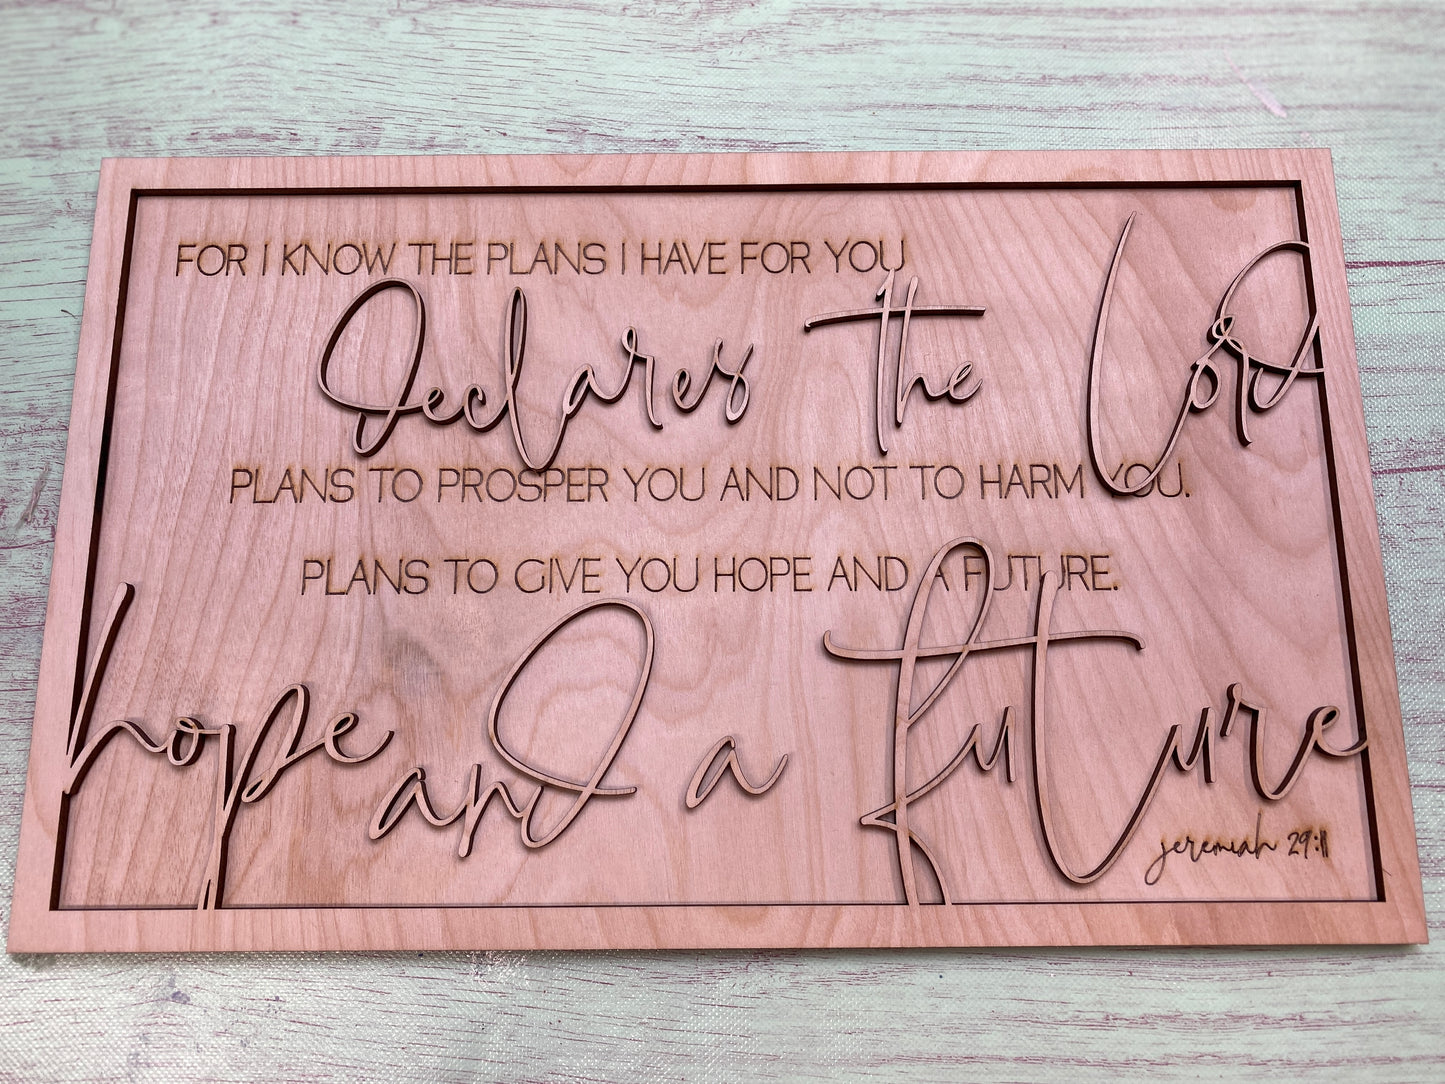 FOR I KNOW THE PLANS I HAVE FOR YOU
Declares the Lord
PLANS TO PROSPER YOU AND NOT TO HARM YOU.
PLANS TO GIVE YOU HOPE AND A FUTURE.
hope and a future
jeremiah 29:11